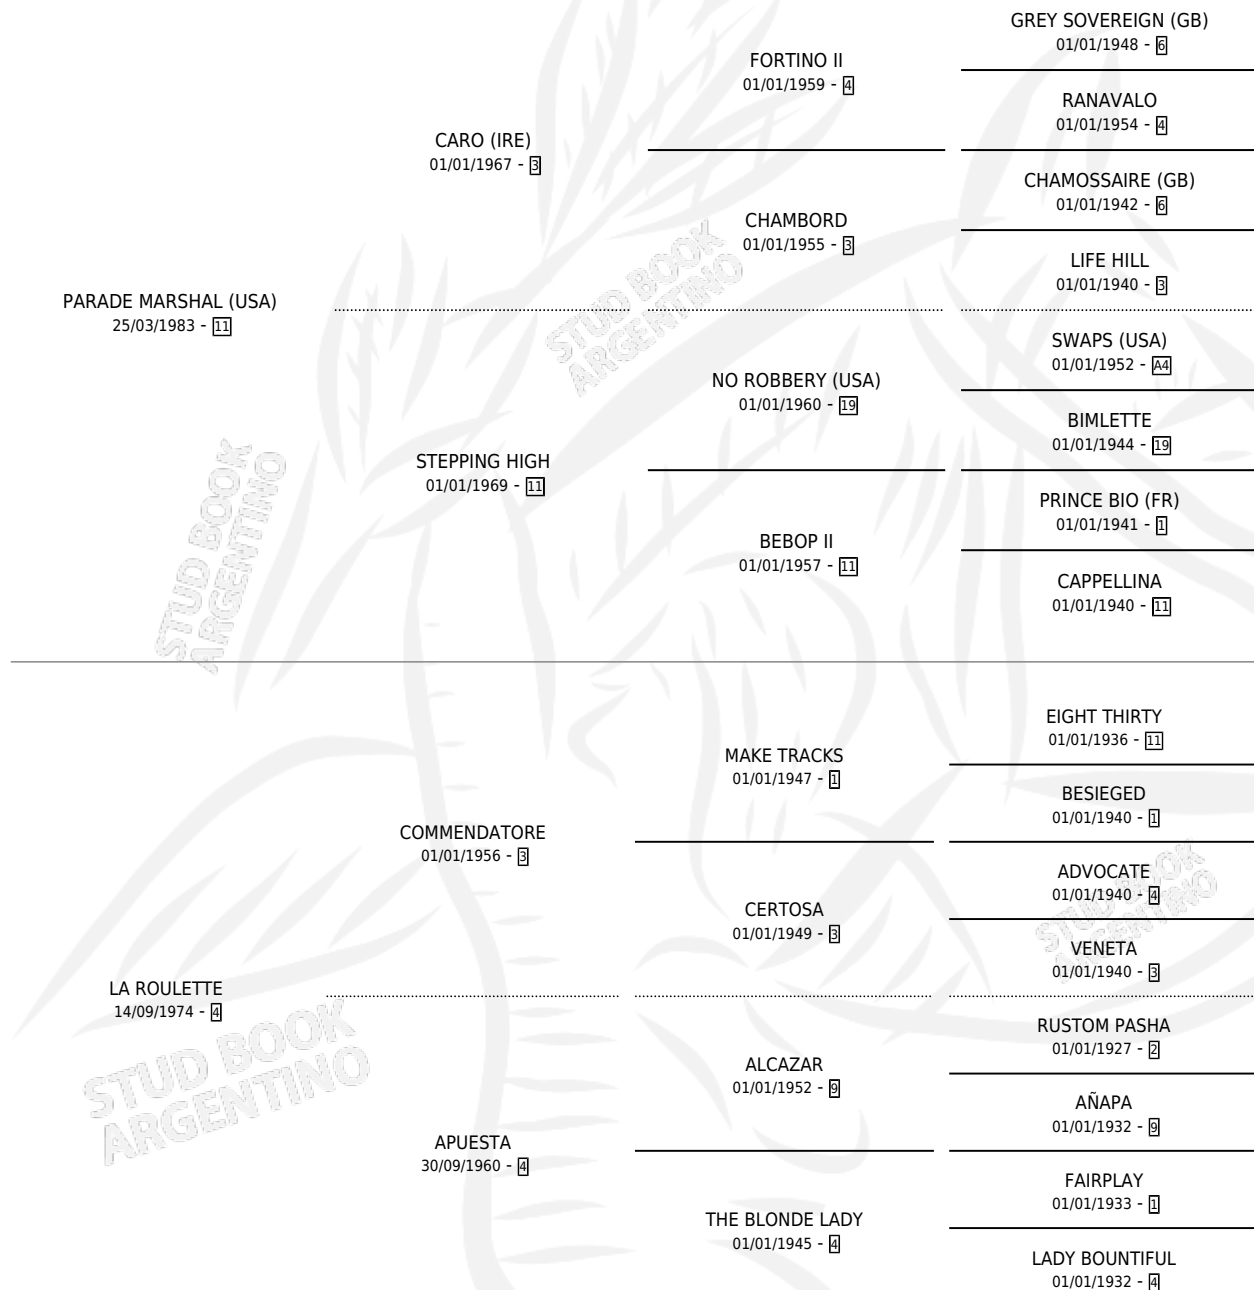 GREY SOVEREIGN (GB)
01/01/1948 - 6
FORTINO II
01/01/1959 - 4
RANAVALO
01/01/1954 - 4
CARO (IRE)
01/01/1967 - 3
CHAMOSSAIRE (GB)
01/01/1942 - 6
CHAMBORD
01/01/1955 - 3
LIFE HILL
01/01/1940 - 3
PARADE MARSHAL (USA)
25/03/1983 - 11
SWAPS (USA)
01/01/1952 - A4
NO ROBBERY (USA)
01/01/1960 - 19
BIMLETTE
01/01/1944 - 19
STEPPING HIGH
01/01/1969 - 11
PRINCE BIO (FR)
01/01/1941 - 1
BEBOP II
01/01/1957 - 11
CAPPELLINA
01/01/1940 - 11
EIGHT THIRTY
01/01/1936 - 11
MAKE TRACKS
01/01/1947 - 1
BESIEGED
01/01/1940 - 1
COMMENDATORE
01/01/1956 - 3
ADVOCATE
01/01/1940 - 4
CERTOSA
01/01/1949 - 3
VENETA
01/01/1940 - 3
LA ROULETTE
14/09/1974 - 4
RUSTOM PASHA
01/01/1927 - 2
ALCAZAR
01/01/1952 - 9
AÑAPA
01/01/1932 - 9
APUESTA
30/09/1960 - 4
FAIRPLAY
01/01/1933 - 1
THE BLONDE LADY
01/01/1945 - 4
LADY BOUNTIFUL
01/01/1932 - 4
STUD BOOK
ARGENTINO
STUD BOOK
ARGENTINO
STUD BOOK
ARGENTINO
STUD BOOK
ARGENTINO